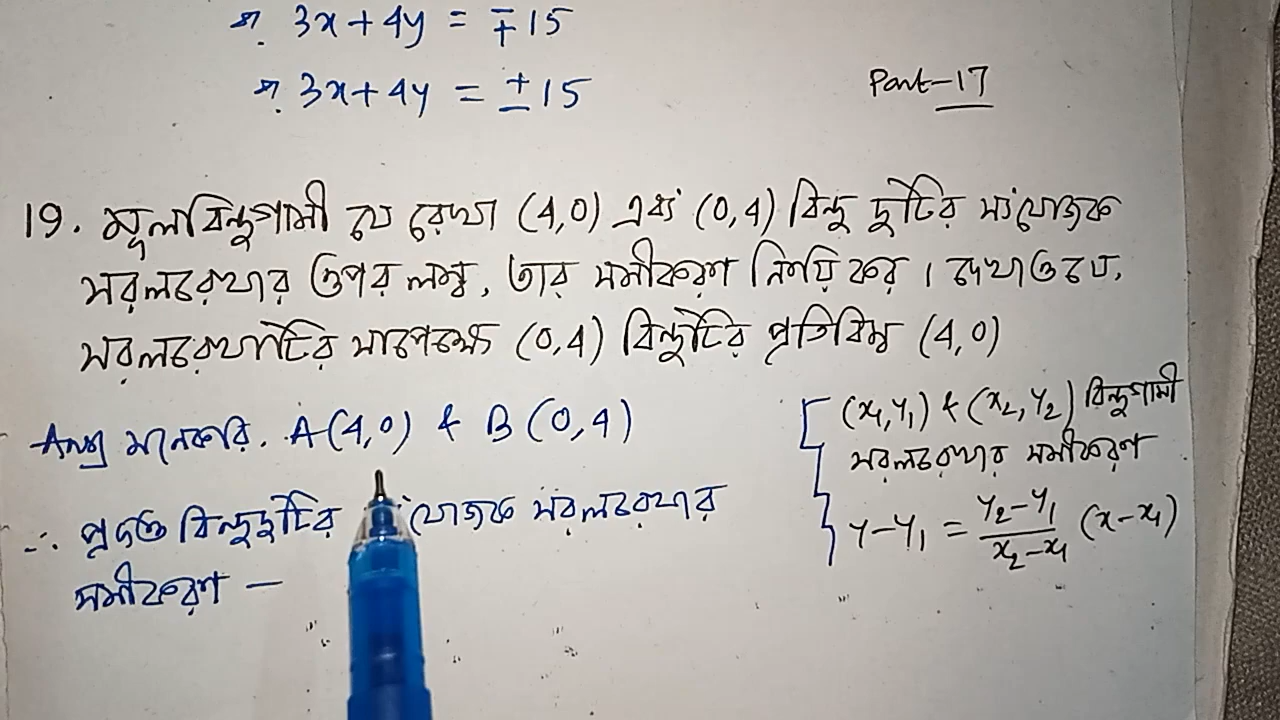 ⇒. 3x + 4y = ∓ 15
⇒. 3x + 4y = ± 15
Part-17
19. মূলবিন্দুগামী যে রেখা (4,0) এবং (0,4) বিন্দু দুটির সংযোজক
সরলরেখার ওপর লম্ব, তার সমীকরণ নির্ণয় কর। দেখাও যে,
সরলরেখাটির সাপেক্ষে (0,4) বিন্দুটির প্রতিবিম্ব (4,0)
Ans মনেকরি. A(4,0) & B(0,4)
∴ প্রদত্ত বিন্দুদুটির যোজক সরলরেখার
সমীকরণ —
(x₁,y₁) & (x₂,y₂) বিন্দুগামী
সরলরেখার সমীকরণ
y-y₁ = \frac{y₂-y₁}{x₂-x₁} (x-x₁)